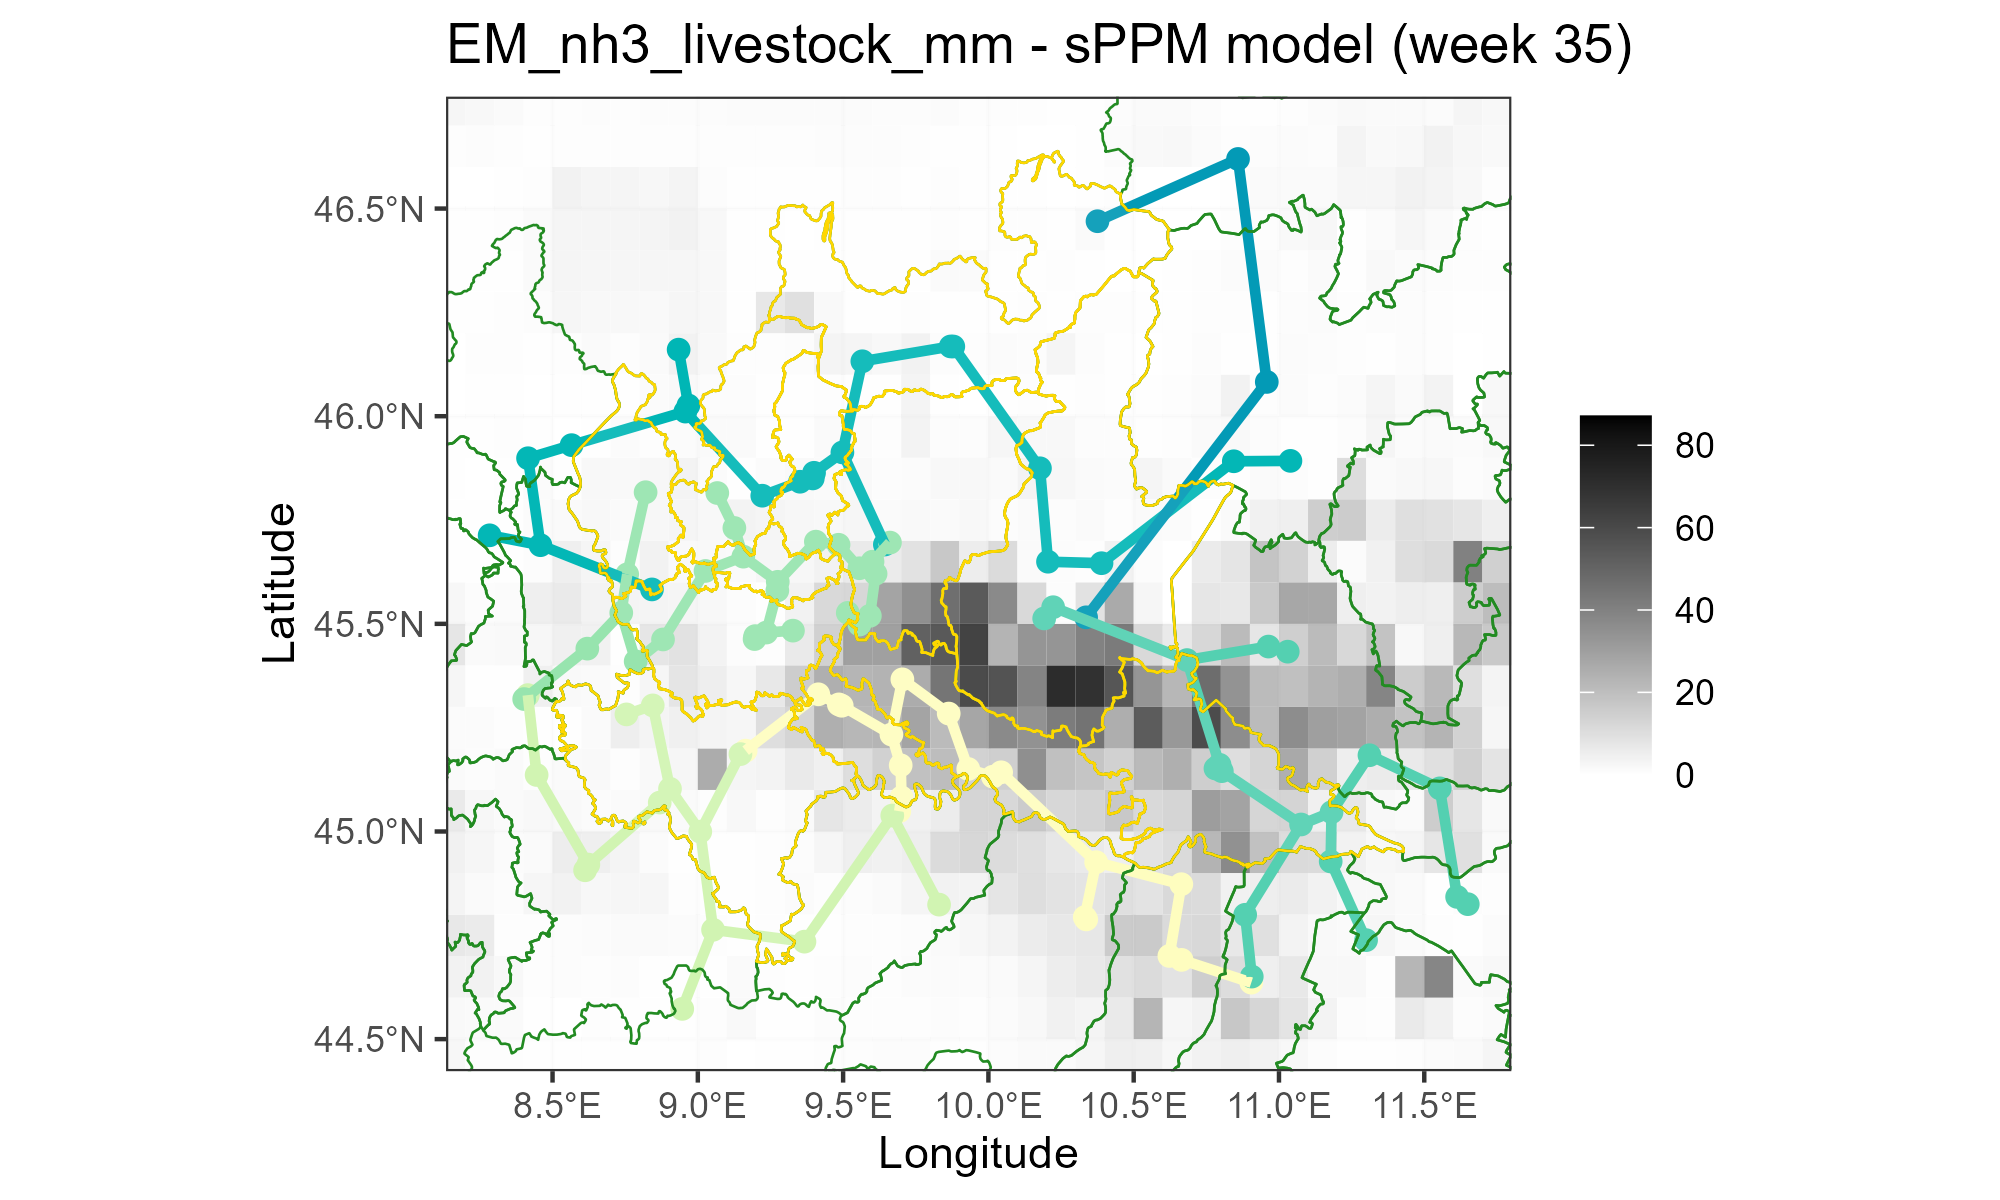 EM_nh3_livestock_mm - sPPM model (week 35)
46.5°N
46.0°N
45.5°N
45.0°N
44.5°N
Latitude
80
60
40
20
0
8.5°E 9.0°E 9.5°E 10.0°E 10.5°E 11.0°E 11.5°E
Longitude